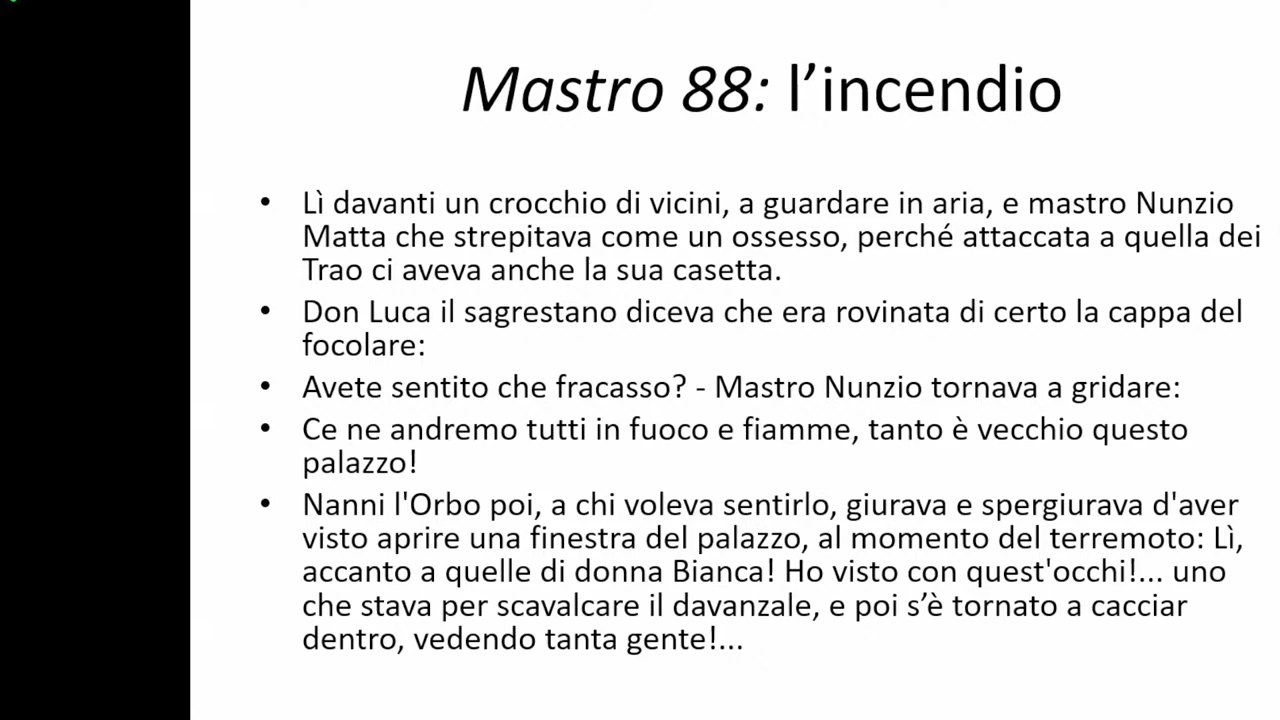 Mastro 88: l’incendio
• Lì davanti un crocchio di vicini, a guardare in aria, e mastro Nunzio
Matta che strepitava come un ossesso, perché attaccata a quella dei
Trao ci aveva anche la sua casetta.
• Don Luca il sagrestano diceva che era rovinata di certo la cappa del
focolare:
• Avete sentito che fracasso? - Mastro Nunzio tornava a gridare:
• Ce ne andremo tutti in fuoco e fiamme, tanto è vecchio questo
palazzo!
• Nanni l'Orbo poi, a chi voleva sentirlo, giurava e spergiurava d'aver
visto aprire una finestra del palazzo, al momento del terremoto: Lì,
accanto a quelle di donna Bianca! Ho visto con quest'occhi!... uno
che stava per scavalcare il davanzale, e poi s’è tornato a cacciar
dentro, vedendo tanta gente!...